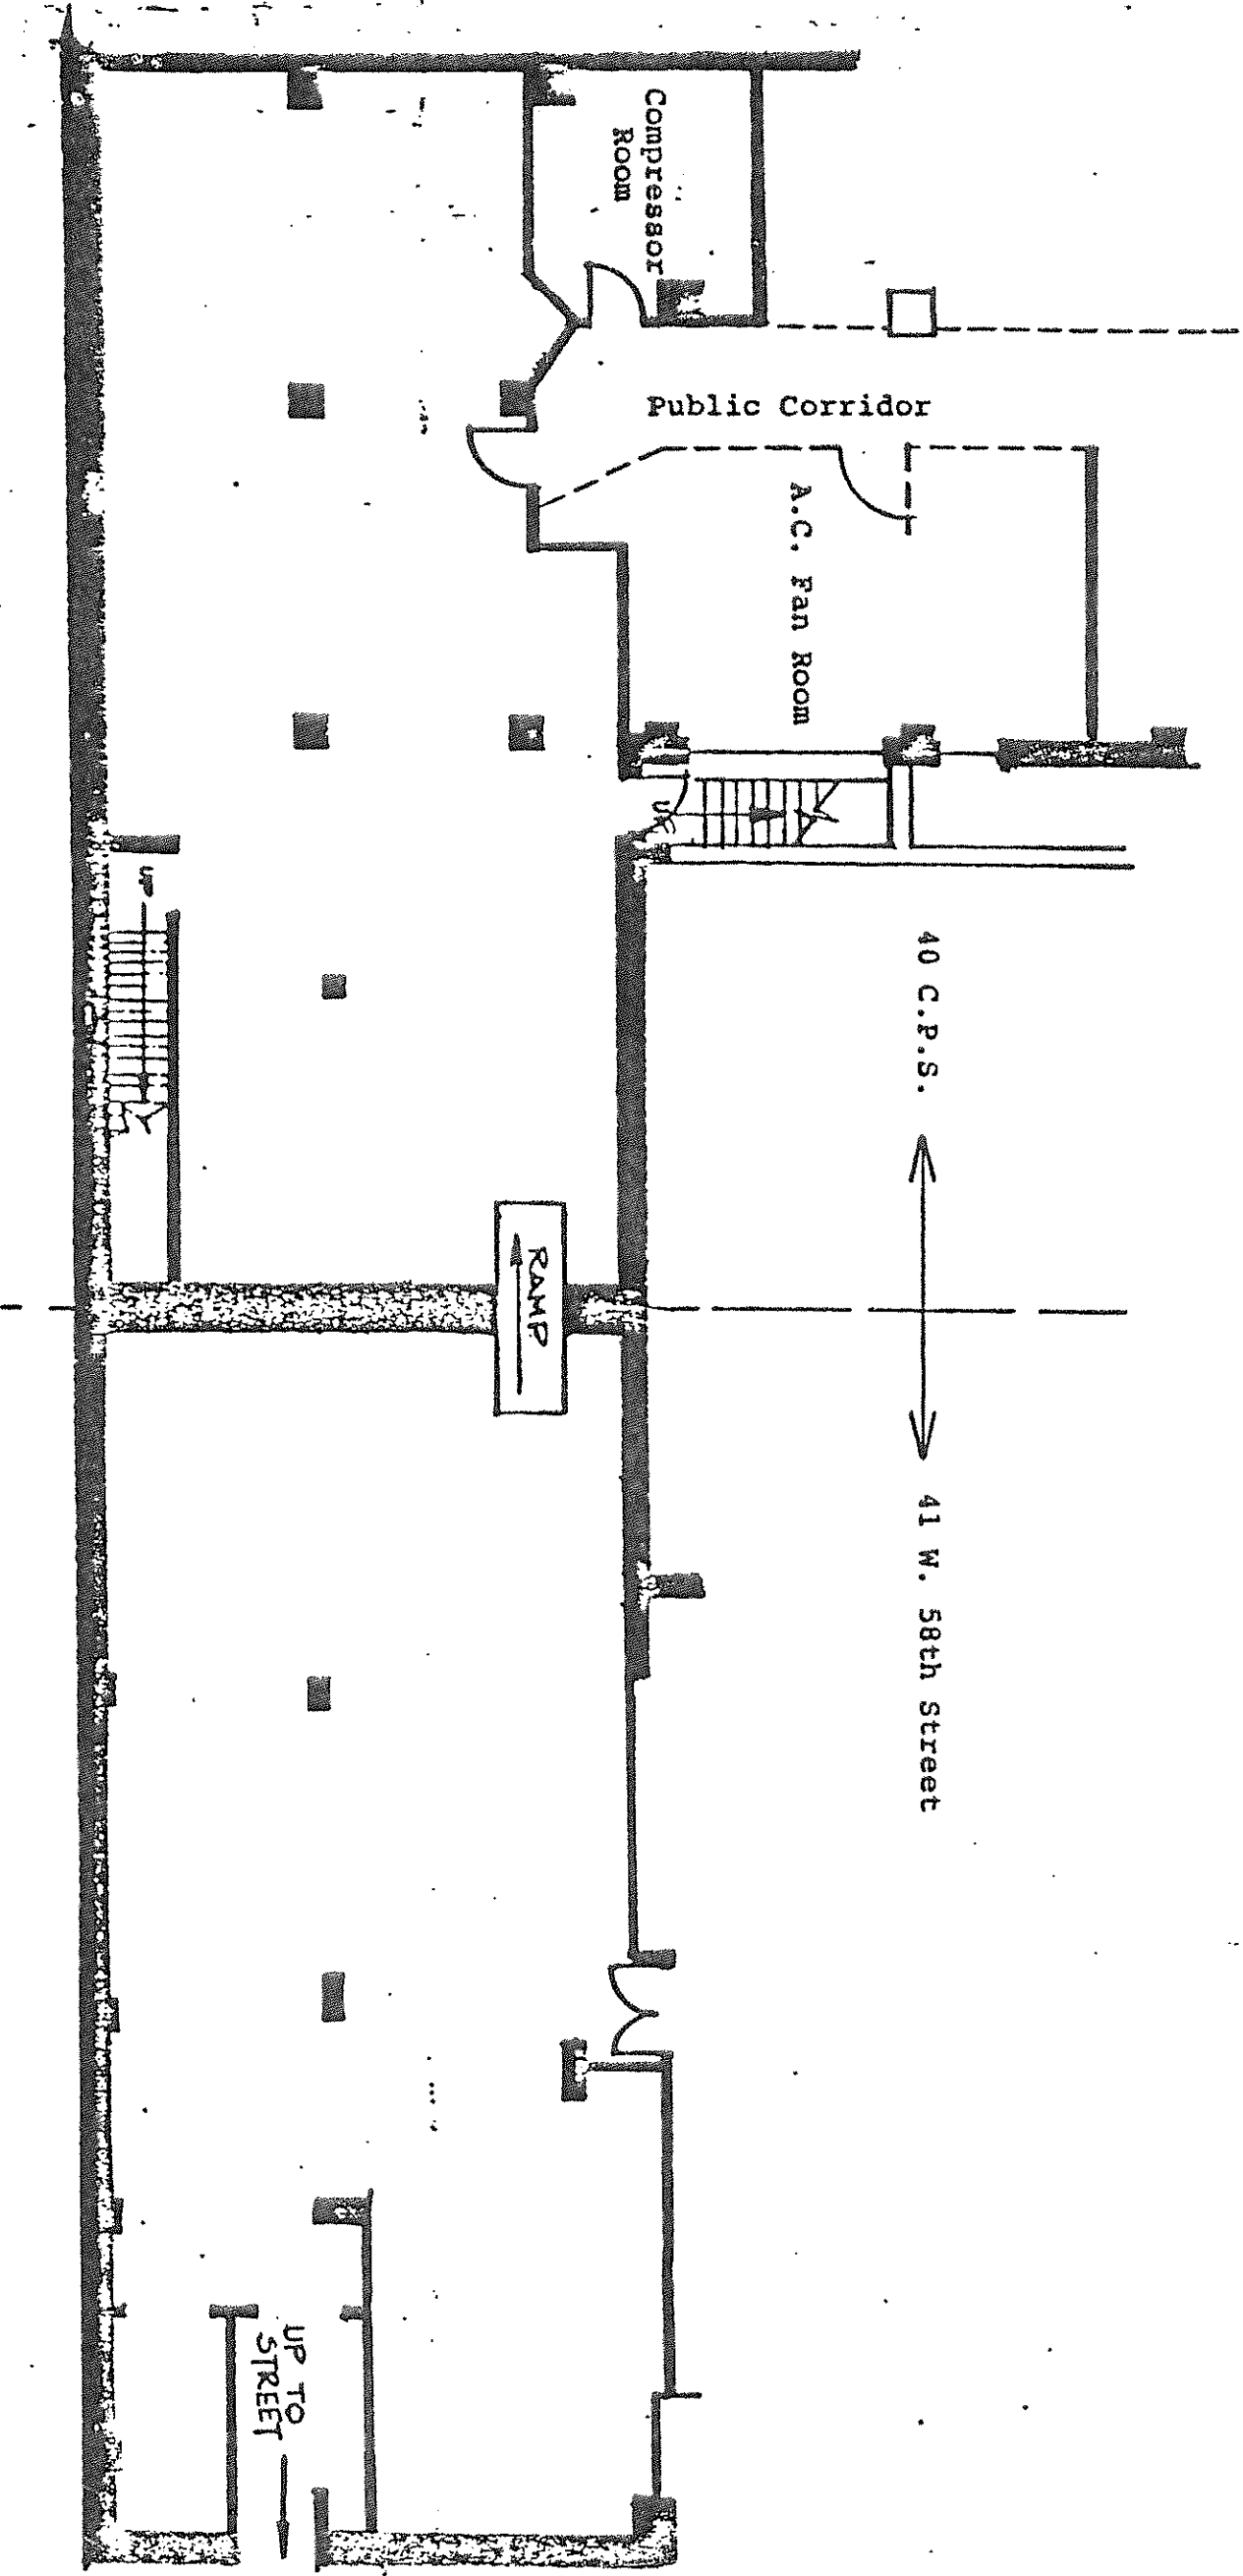 Compressor
Room
Public Corridor
A.C. Fan Room
UP
UP
40 C.P.S.
41 W. 58th Street
RAMP
UP TO
STREET